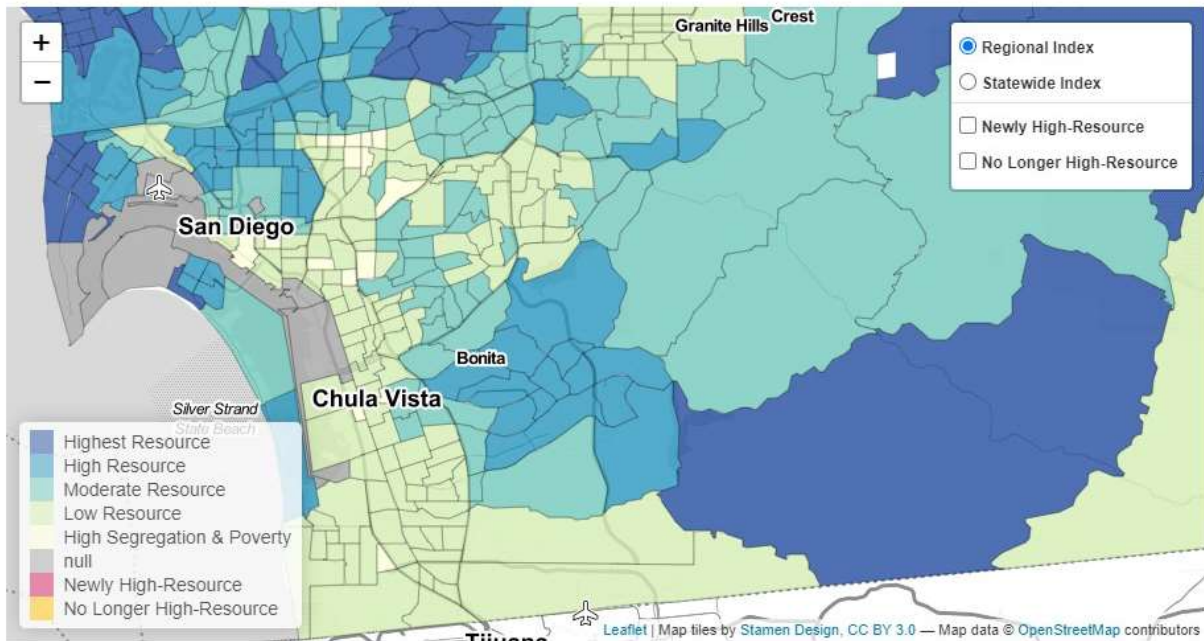 +
−
Granite Hills
Crest
Regional Index
Statewide Index
Newly High-Resource
No Longer High-Resource
San Diego
Bonita
Chula Vista
Silver Strand
State Beach
Highest Resource
High Resource
Moderate Resource
Low Resource
High Segregation & Poverty
null
Newly High-Resource
No Longer High-Resource
Tijuana
Leaflet | Map tiles by Stamen Design, CC BY 3.0 — Map data © OpenStreetMap contributors